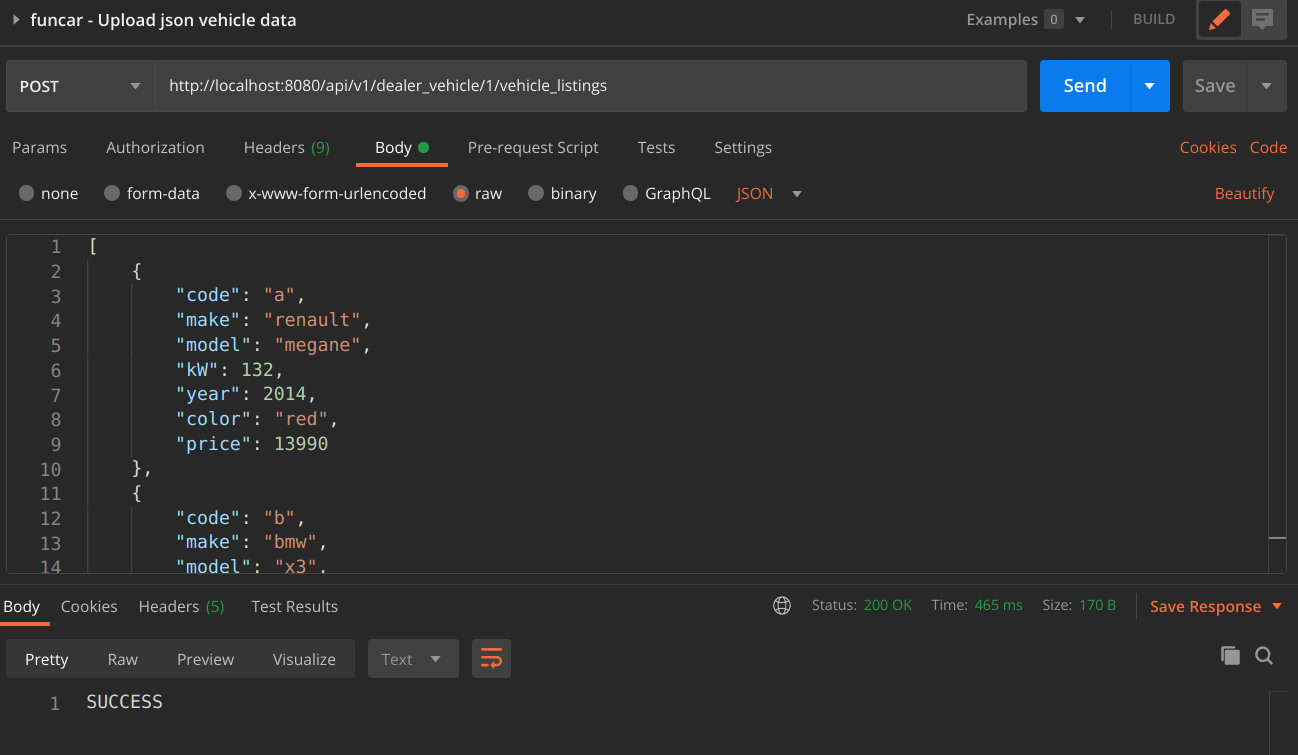 funcar - Upload json vehicle data Examples 0 BUILD
POST http://localhost:8080/api/v1/dealer_vehicle/1/vehicle_listings Send Save
Params Authorization Headers (9) Body Pre-request Script Tests Settings Cookies Code
none form-data x-www-form-urlencoded raw binary GraphQL JSON Beautify
1 [
2 {
3 "code": "a",
4 "make": "renault",
5 "model": "megane",
6 "kW": 132,
7 "year": 2014,
8 "color": "red",
9 "price": 13990
10 },
11 {
12 "code": "b",
13 "make": "bmw",
14 "model": "x3",
Body Cookies Headers (5) Test Results Status: 200 OK Time: 465 ms Size: 170 B Save Response
Pretty Raw Preview Visualize Text
1 SUCCESS